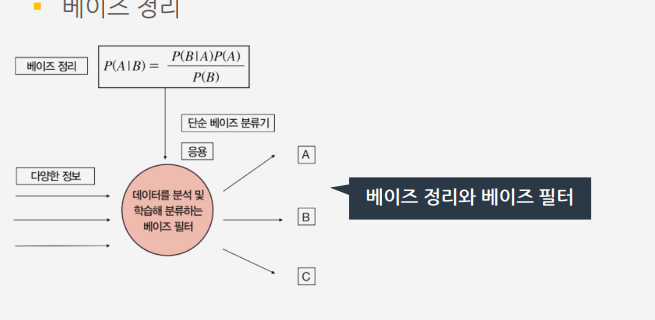 베이즈 정리
베이즈 정리
P(A|B) = P(B|A)P(A) / P(B)
단순 베이즈 분류기
응용
다양한 정보
데이터를 분석 및
학습해 분류하는
베이즈 필터
A
B
C
베이즈 정리와 베이즈 필터